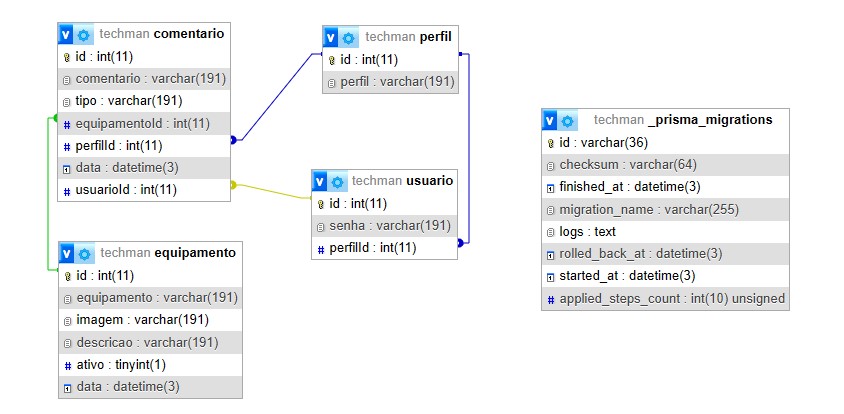 techman comentario
id : int(11)
comentario : varchar(191)
tipo : varchar(191)
equipamentoId : int(11)
perfilId : int(11)
data : datetime(3)
usuarioId : int(11)
techman perfil
id : int(11)
perfil : varchar(191)
techman usuario
id : int(11)
senha : varchar(191)
perfilId : int(11)
techman equipamento
id : int(11)
equipamento : varchar(191)
imagem : varchar(191)
descricao : varchar(191)
ativo : tinyint(1)
data : datetime(3)
techman _prisma_migrations
id : varchar(36)
checksum : varchar(64)
finished_at : datetime(3)
migration_name : varchar(255)
logs : text
rolled_back_at : datetime(3)
started_at : datetime(3)
applied_steps_count : int(10) unsigned